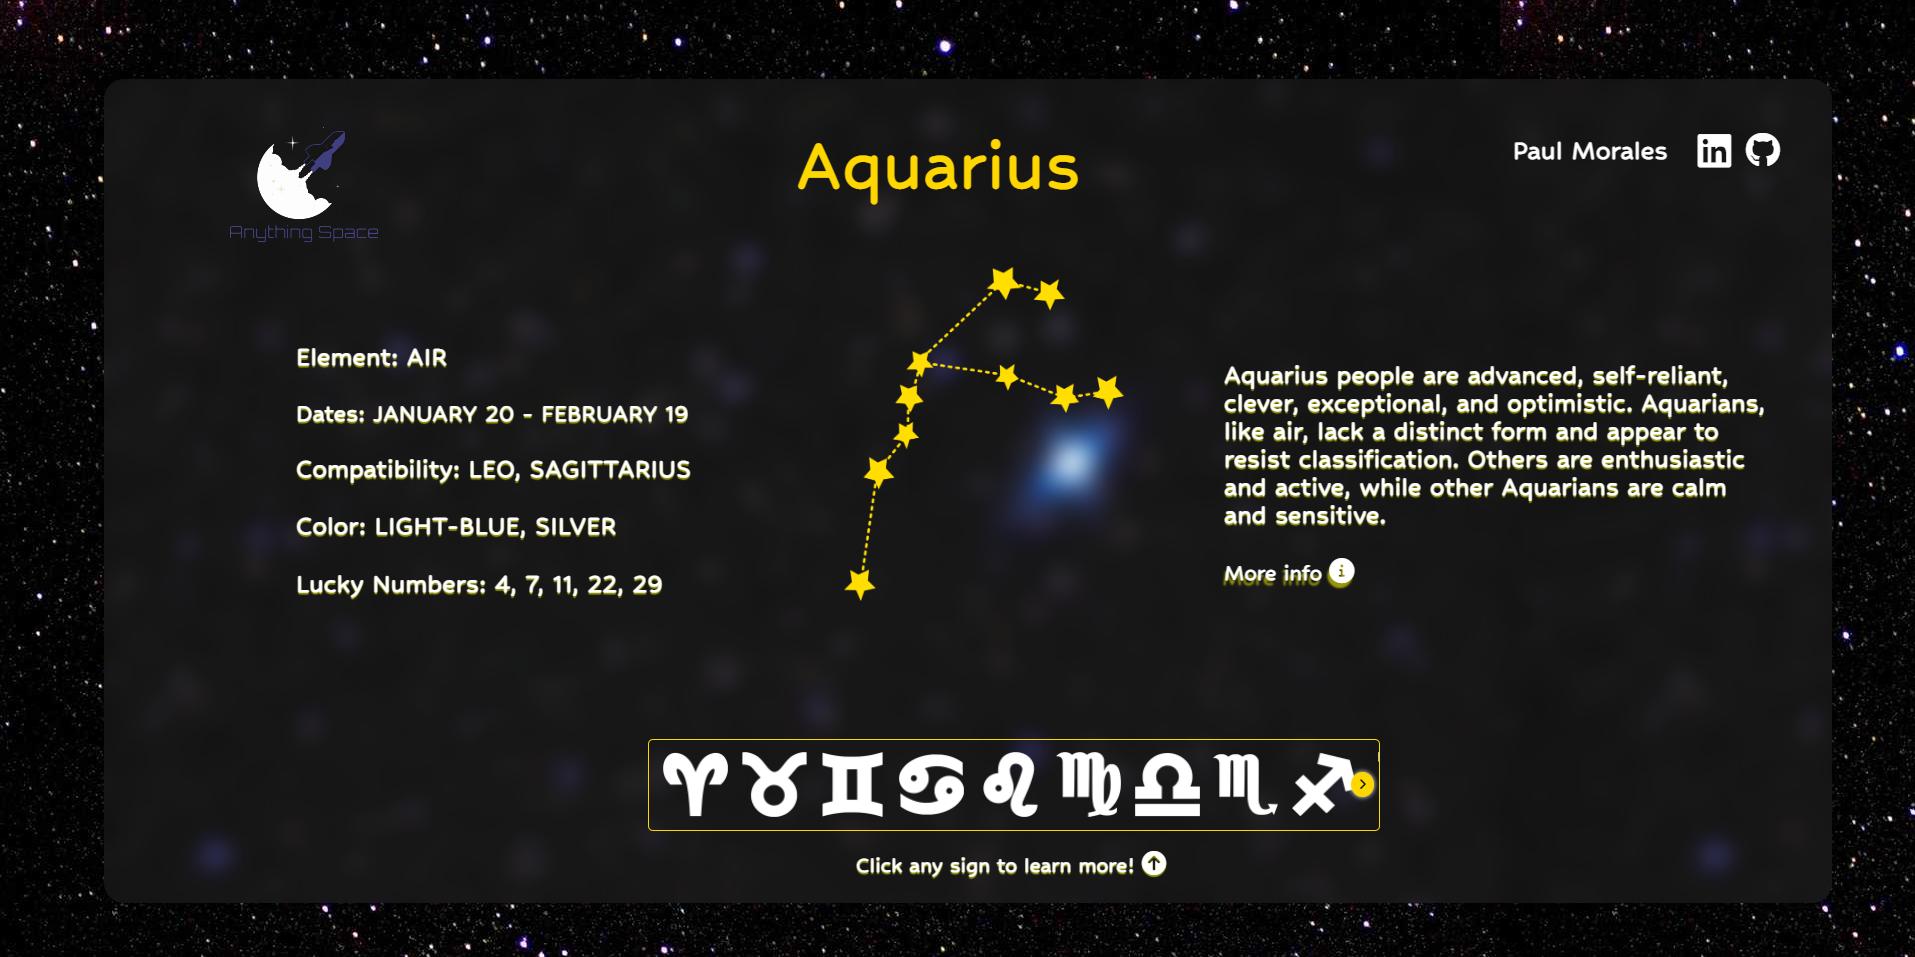 Anything Space
Aquarius
Paul Morales
Element: AIR
Dates: JANUARY 20 - FEBRUARY 19
Compatibility: LEO, SAGITTARIUS
Color: LIGHT-BLUE, SILVER
Lucky Numbers: 4, 7, 11, 22, 29
Aquarius people are advanced, self-reliant,
clever, exceptional, and optimistic. Aquarians,
like air, lack a distinct form and appear to
resist classification. Others are enthusiastic
and active, while other Aquarians are calm
and sensitive.
More info
♈ ♉ ♊ ♋ ♌ ♍ ♎ ♏ ♐
Click any sign to learn more!